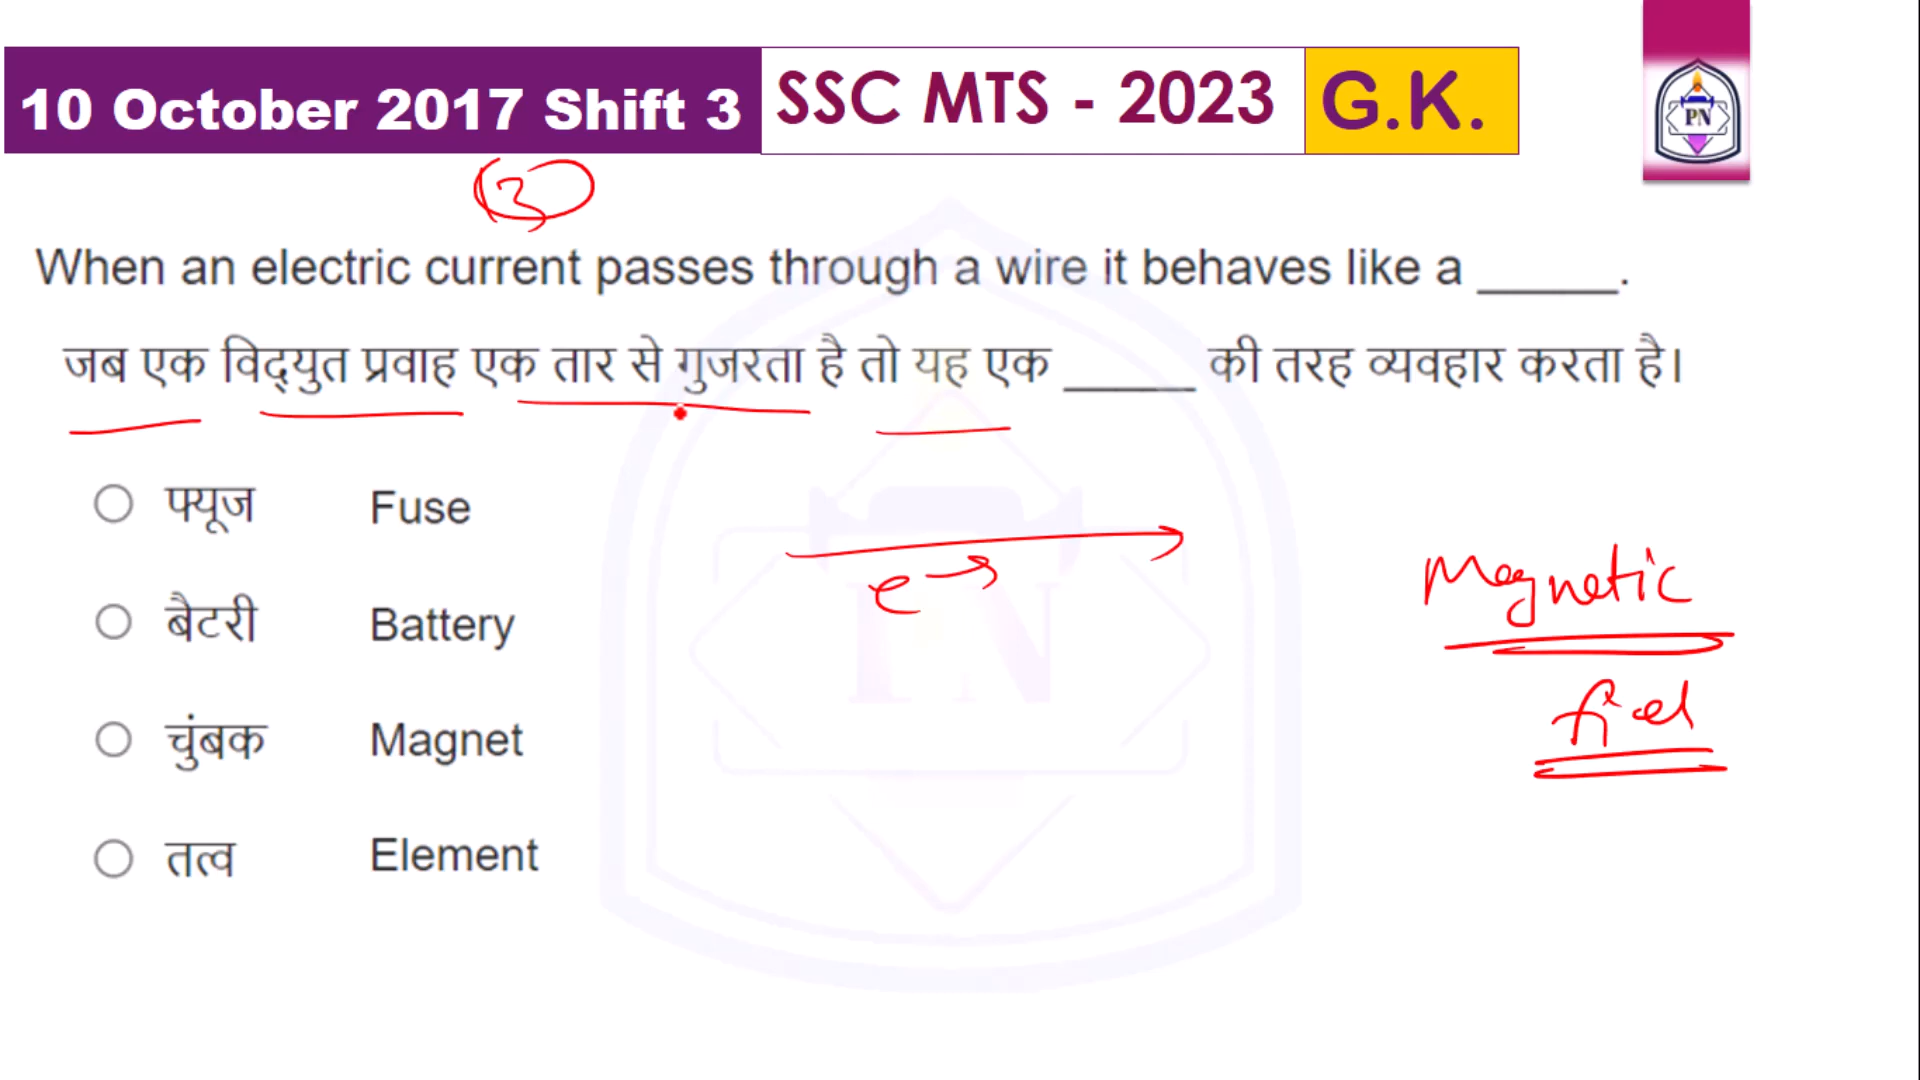 10 October 2017 Shift 3 SSC MTS - 2023 G.K.
PN
3
When an electric current passes through a wire it behaves like a _____.
जब एक विद्युत प्रवाह एक तार से गुजरता है तो यह एक _____ की तरह व्यवहार करता है।
फ्यूज Fuse
e
Magnetic
बैटरी Battery
PN
fiel
चुंबक Magnet
तत्व Element